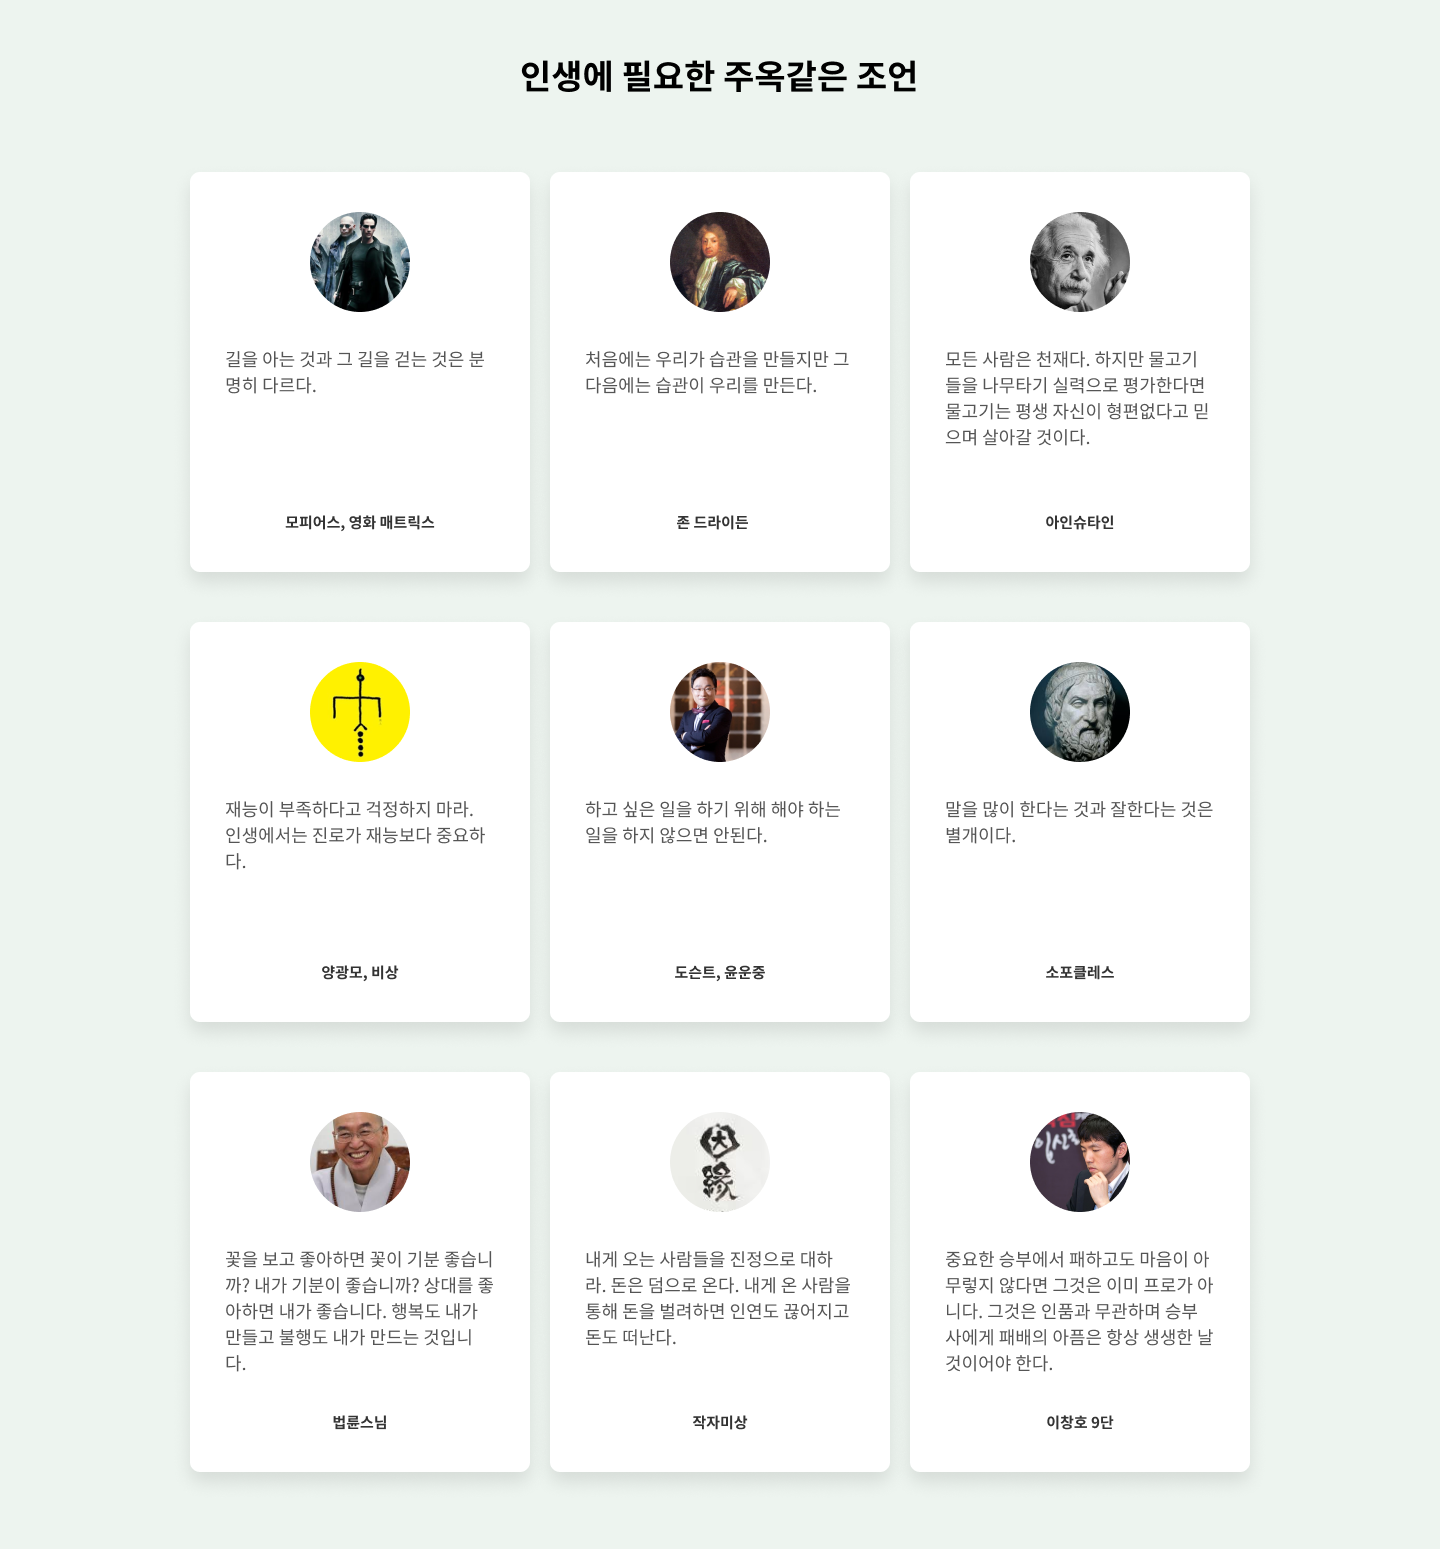 인생에 필요한 주옥같은 조언
길을 아는 것과 그 길을 걷는 것은 분
명히 다르다.
모피어스, 영화 매트릭스
처음에는 우리가 습관을 만들지만 그
다음에는 습관이 우리를 만든다.
존 드라이든
모든 사람은 천재다. 하지만 물고기
들을 나무타기 실력으로 평가한다면
물고기는 평생 자신이 형편없다고 믿
으며 살아갈 것이다.
아인슈타인
재능이 부족하다고 걱정하지 마라.
인생에서는 진로가 재능보다 중요하
다.
양광모, 비상
하고 싶은 일을 하기 위해 해야 하는
일을 하지 않으면 안된다.
도슨트, 윤운중
말을 많이 한다는 것과 잘한다는 것은
별개이다.
소포클레스
꽃을 보고 좋아하면 꽃이 기분 좋습니
까? 내가 기분이 좋습니까? 상대를 좋
아하면 내가 좋습니다. 행복도 내가
만들고 불행도 내가 만드는 것입니
다.
법륜스님
因
緣
내게 오는 사람들을 진정으로 대하
라. 돈은 덤으로 온다. 내게 온 사람을
통해 돈을 벌려하면 인연도 끊어지고
돈도 떠난다.
작자미상
중요한 승부에서 패하고도 마음이 아
무렇지 않다면 그것은 이미 프로가 아
니다. 그것은 인품과 무관하며 승부
사에게 패배의 아픔은 항상 생생한 날
것이어야 한다.
이창호 9단